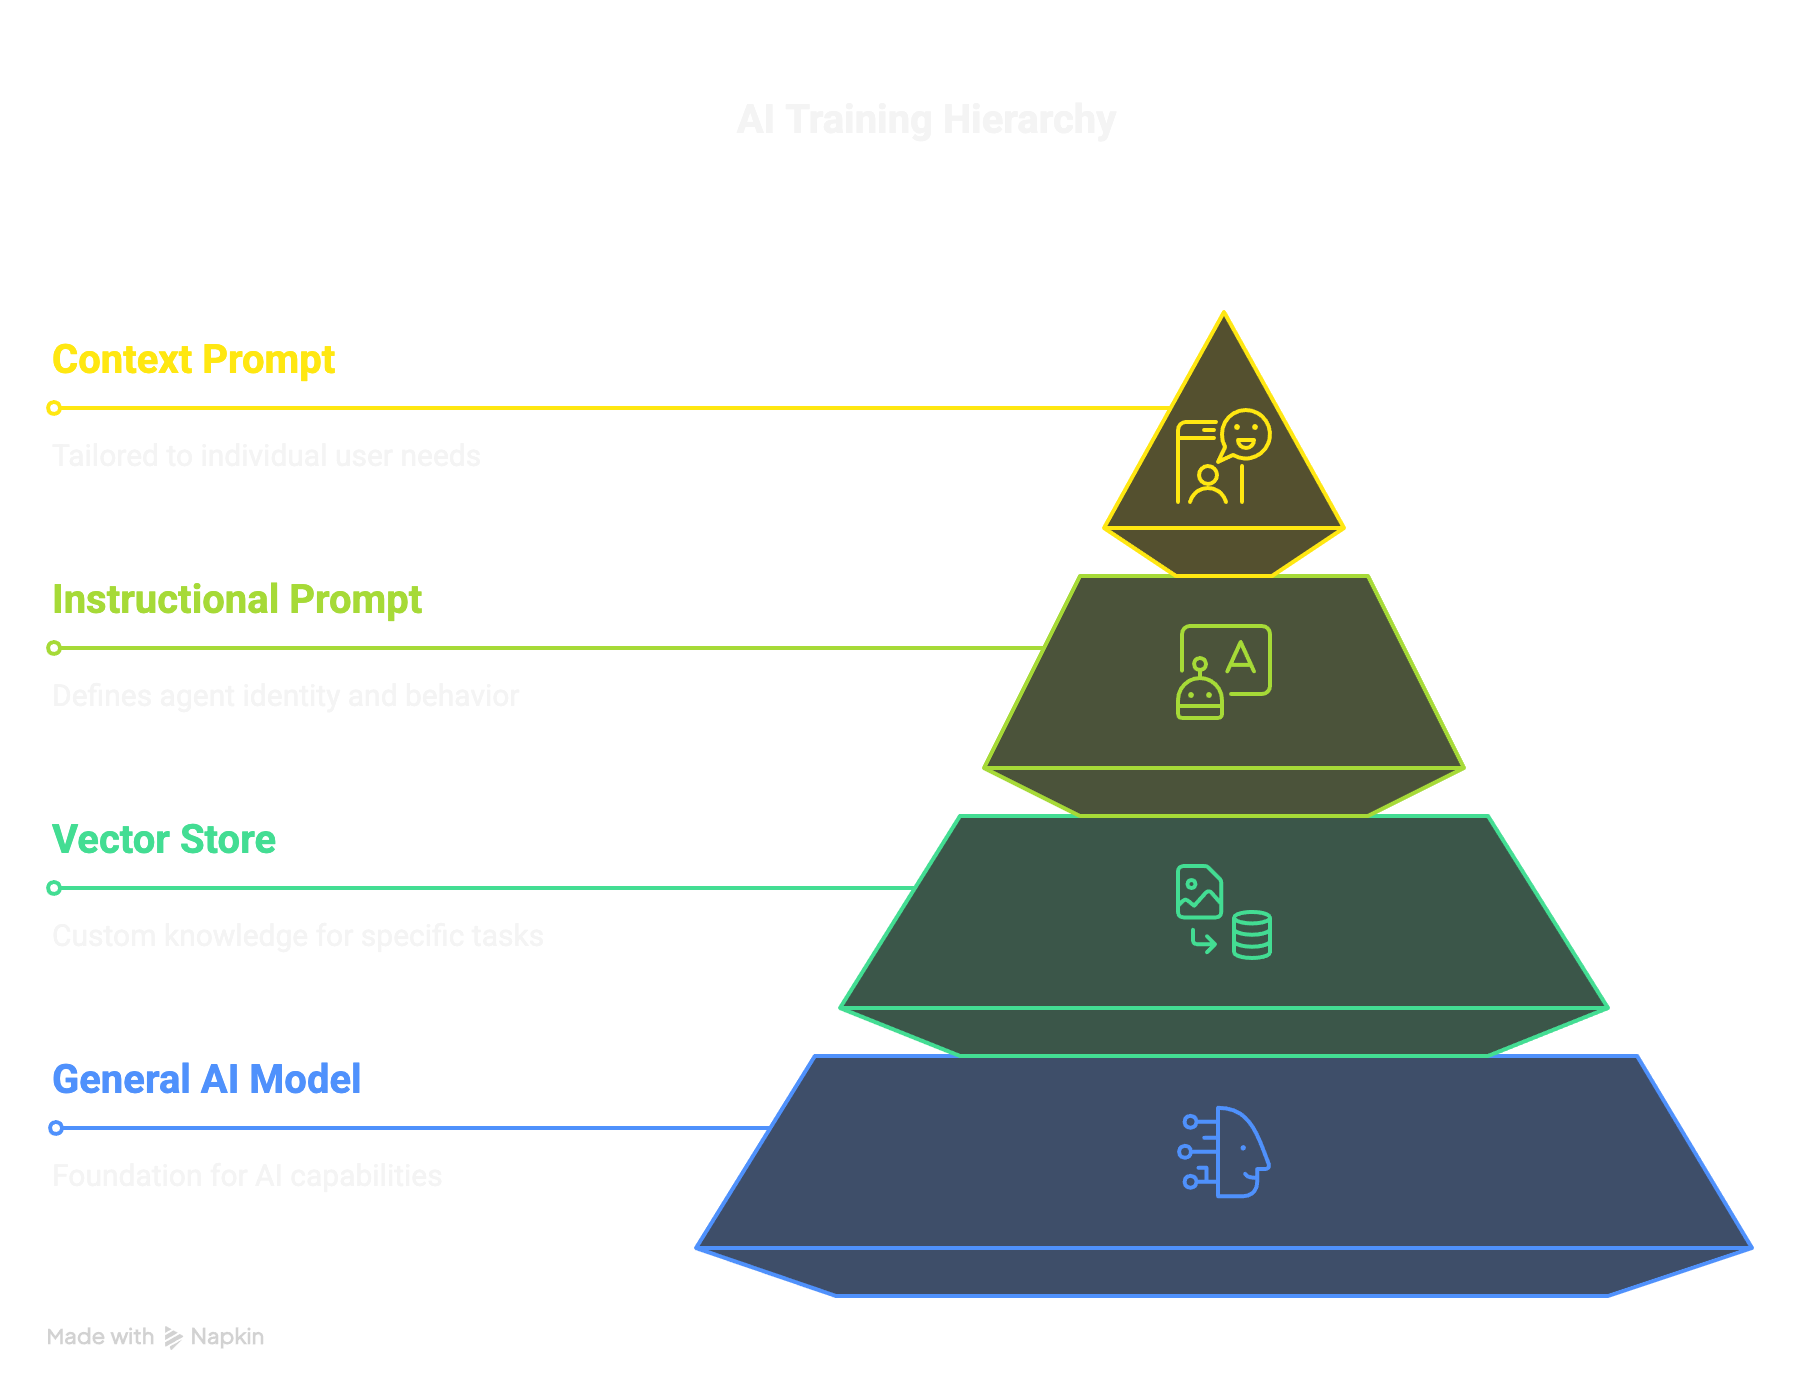 AI Training Hierarchy
Context Prompt
Tailored to individual user needs
Instructional Prompt
A
Defines agent identity and behavior
Vector Store
Custom knowledge for specific tasks
General AI Model
Foundation for AI capabilities
Made with Napkin